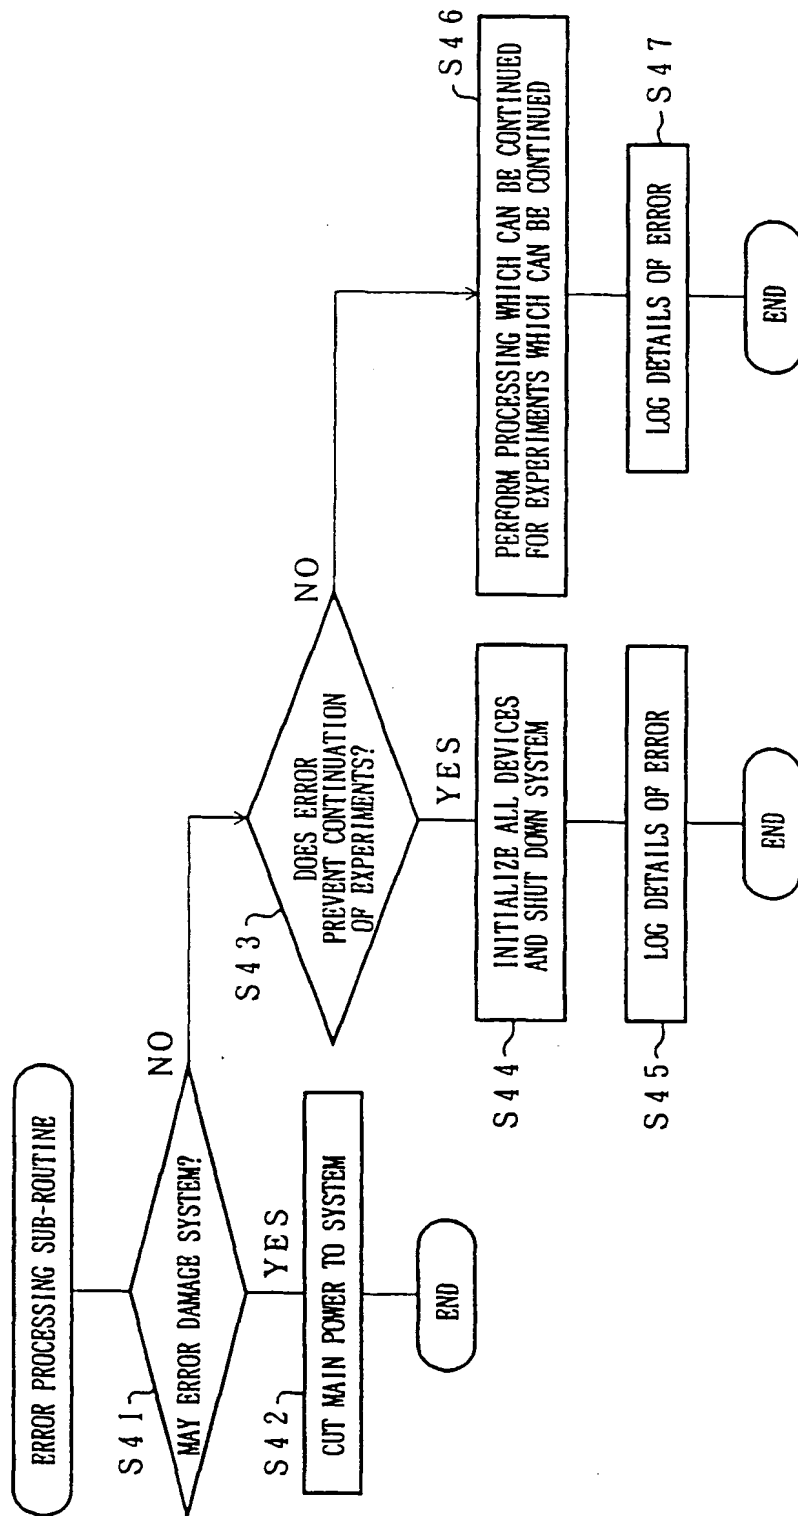 ERROR PROCESSING SUB-ROUTINE
S41
MAY ERROR DAMAGE SYSTEM?
NO
YES
S42
CUT MAIN POWER TO SYSTEM
END
S43
DOES ERROR
PREVENT CONTINUATION
OF EXPERIMENTS?
NO
YES
S44
INITIALIZE ALL DEVICES
AND SHUT DOWN SYSTEM
S45
LOG DETAILS OF ERROR
END
S46
PERFORM PROCESSING WHICH CAN BE CONTINUED
FOR EXPERIMENTS WHICH CAN BE CONTINUED
S47
LOG DETAILS OF ERROR
END